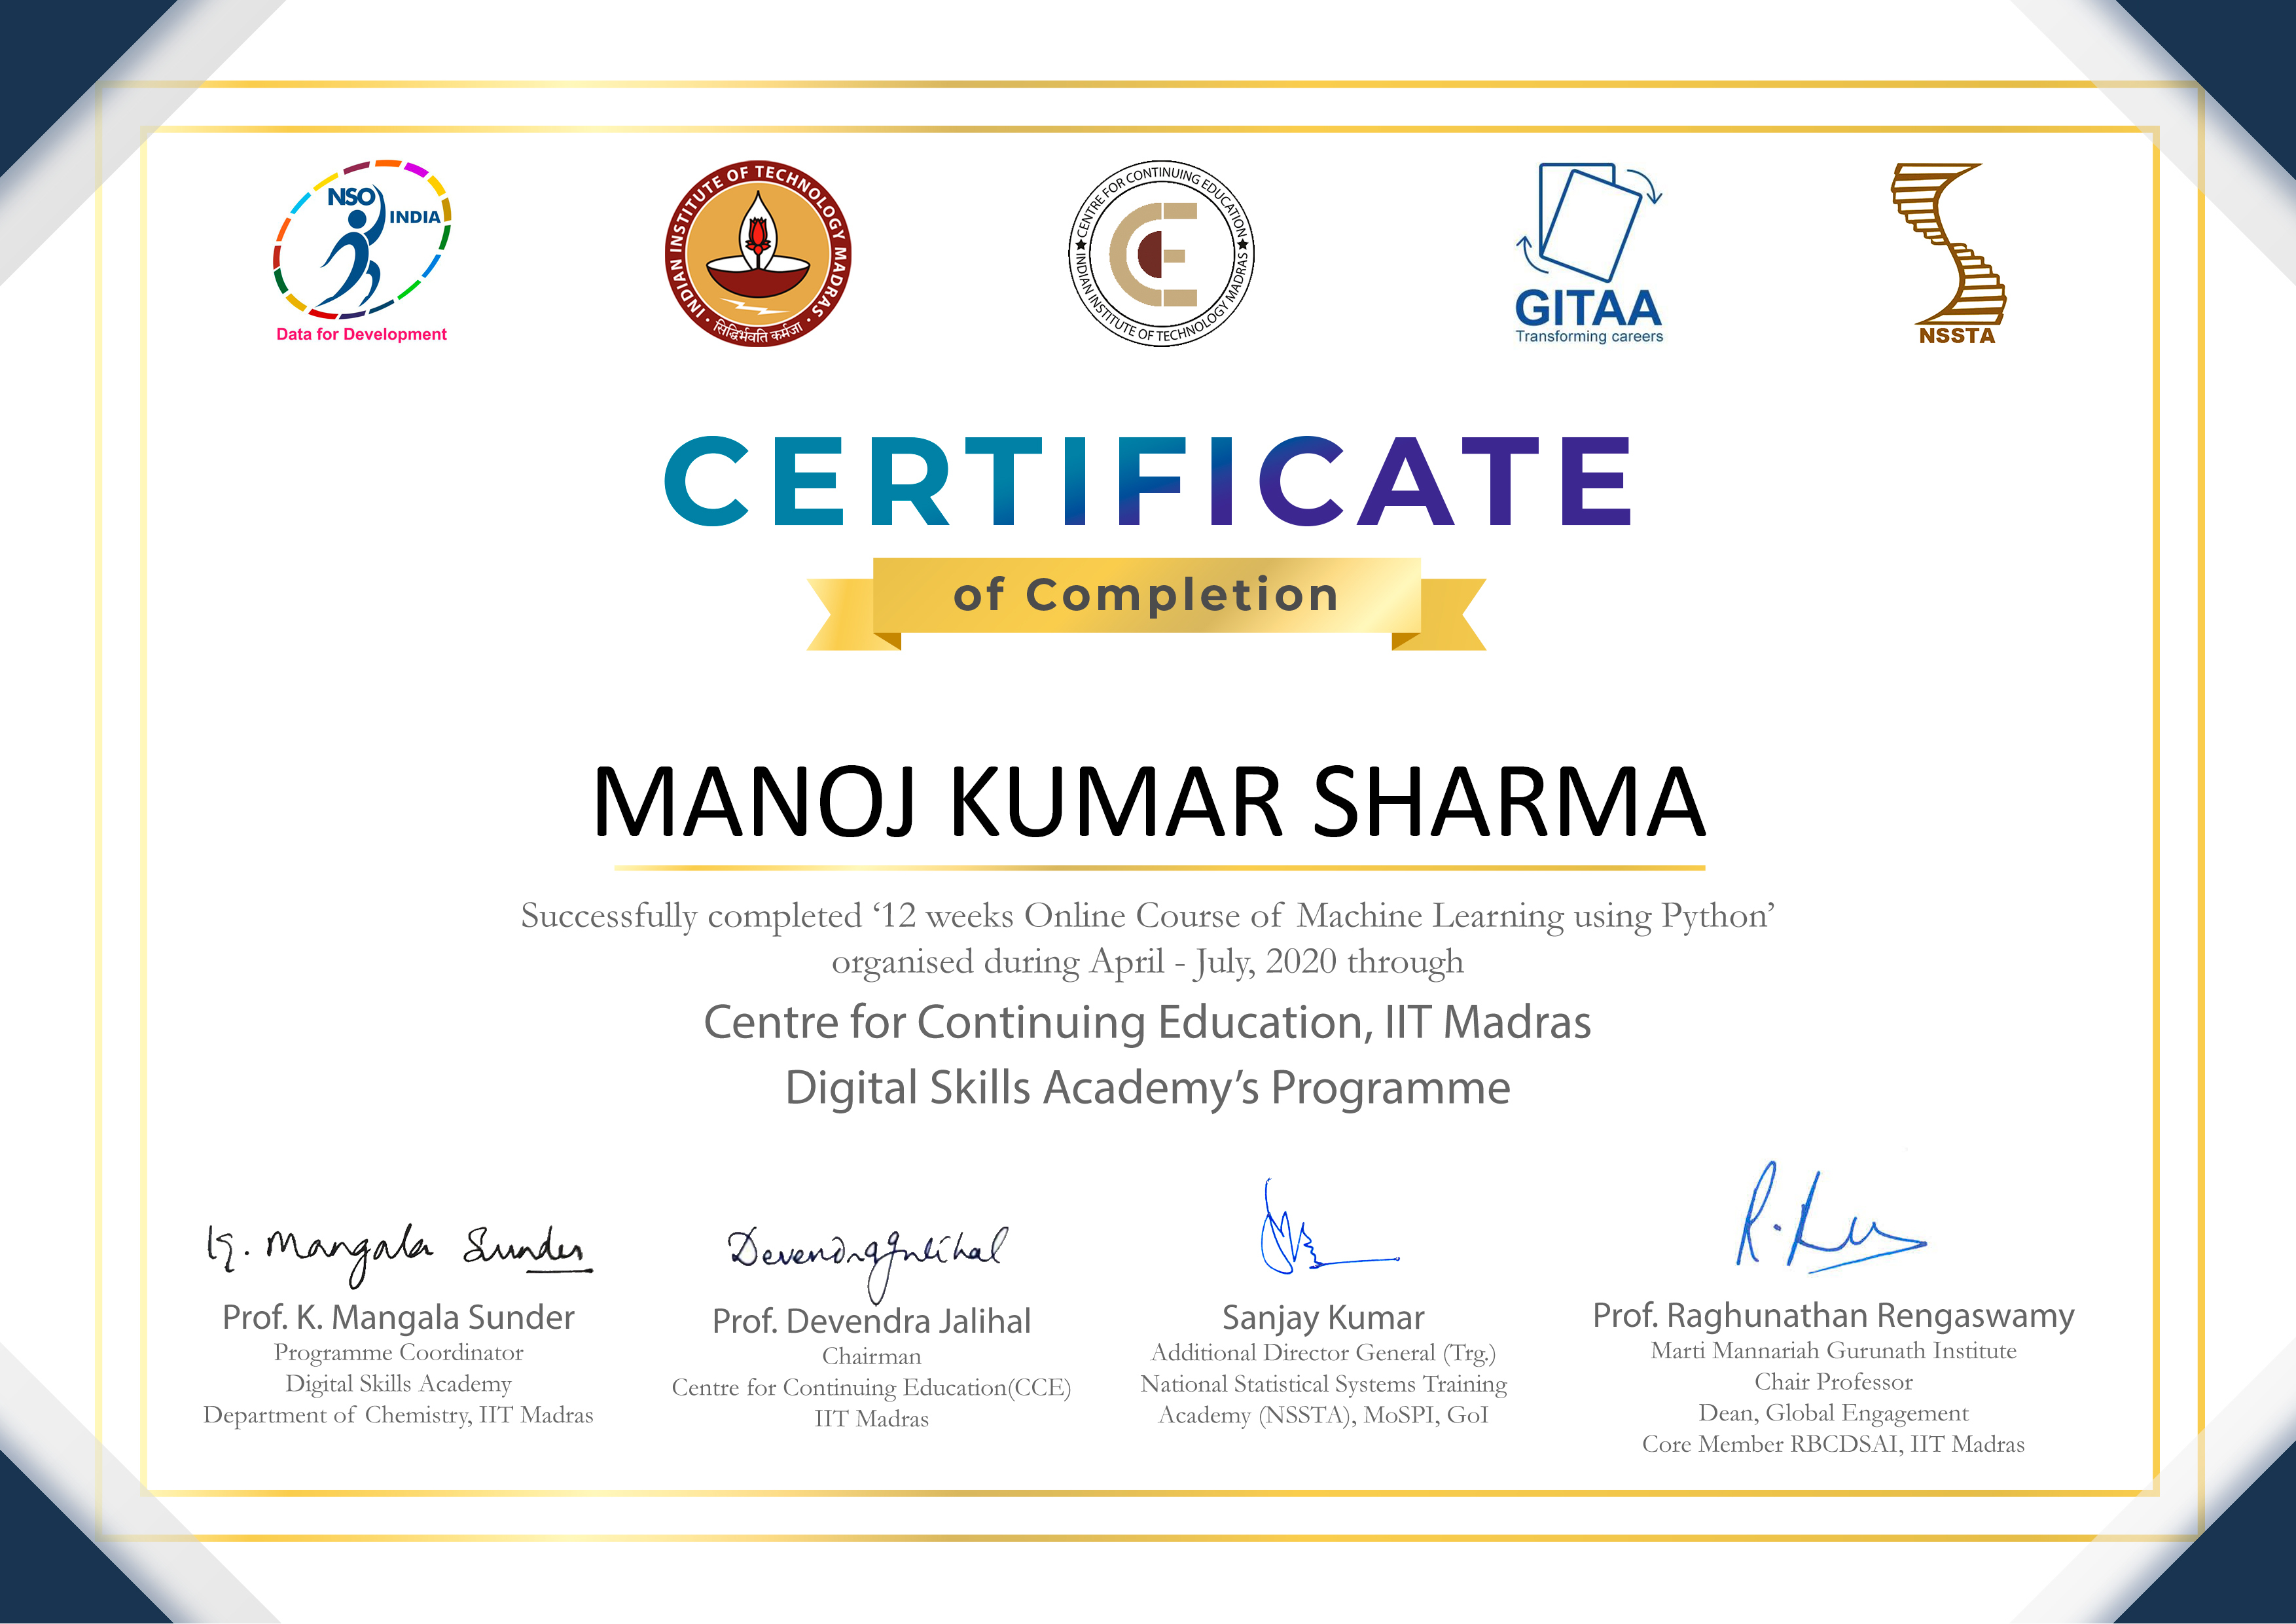 NSO
INDIA
Data for Development
INDIAN INSTITUTE OF TECHNOLOGY MADRAS
सिद्धिर्भवति कर्मजा
CENTRE FOR CONTINUING EDUCATION
INDIAN INSTITUTE OF TECHNOLOGY MADRAS
CE
GITAA
Transforming careers
NSSTA
CERTIFICATE
of Completion
MANOJ KUMAR SHARMA
Successfully completed ‘12 weeks Online Course of Machine Learning using Python’
organised during April - July, 2020 through
Centre for Continuing Education, IIT Madras
Digital Skills Academy’s Programme
K. Mangala Sunder
Devendra Jalihal
Prof. K. Mangala Sunder
Programme Coordinator
Digital Skills Academy
Department of Chemistry, IIT Madras
Prof. Devendra Jalihal
Chairman
Centre for Continuing Education(CCE)
IIT Madras
Sanjay Kumar
Additional Director General (Trg.)
National Statistical Systems Training
Academy (NSSTA), MoSPI, GoI
Prof. Raghunathan Rengaswamy
Marti Mannariah Gurunath Institute
Chair Professor
Dean, Global Engagement
Core Member RBCDSAI, IIT Madras